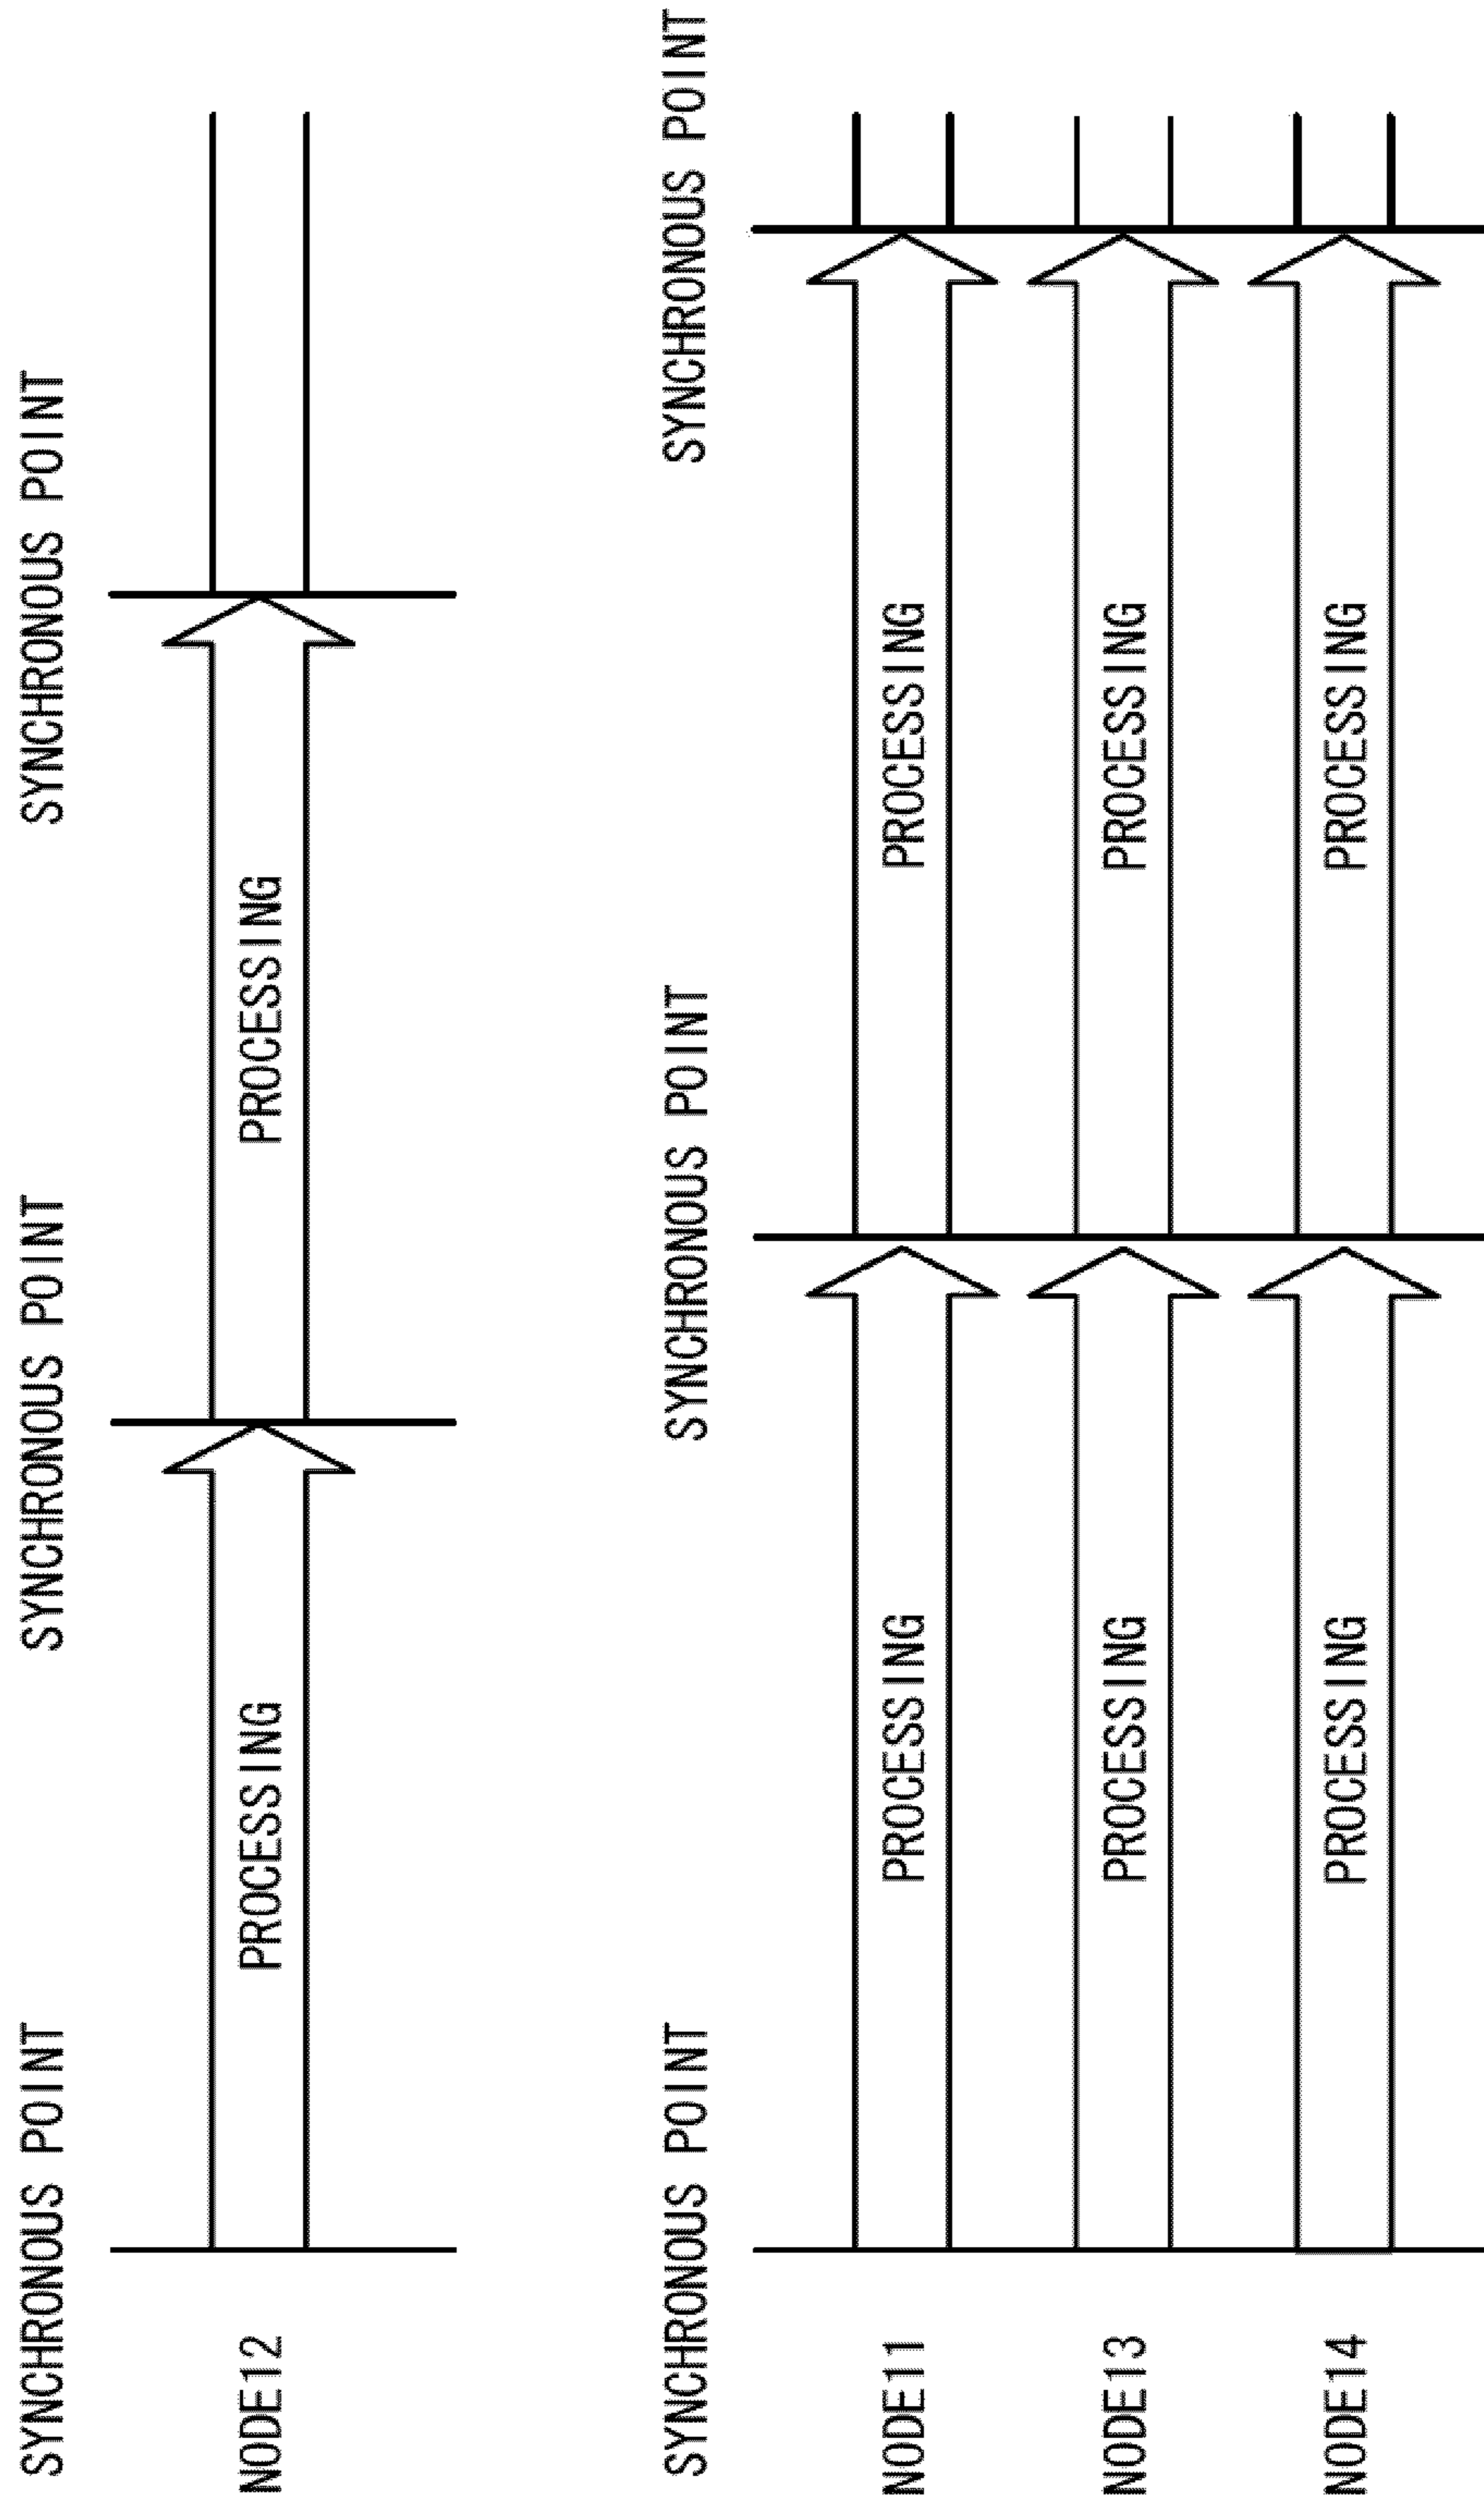 SYNCHRONOUS POINT SYNCHRONOUS POINT SYNCHRONOUS POINT
NODE12 PROCESSING PROCESSING
SYNCHRONOUS POINT SYNCHRONOUS POINT SYNCHRONOUS POINT
NODE11 PROCESSING PROCESSING
NODE13 PROCESSING PROCESSING
NODE14 PROCESSING PROCESSING